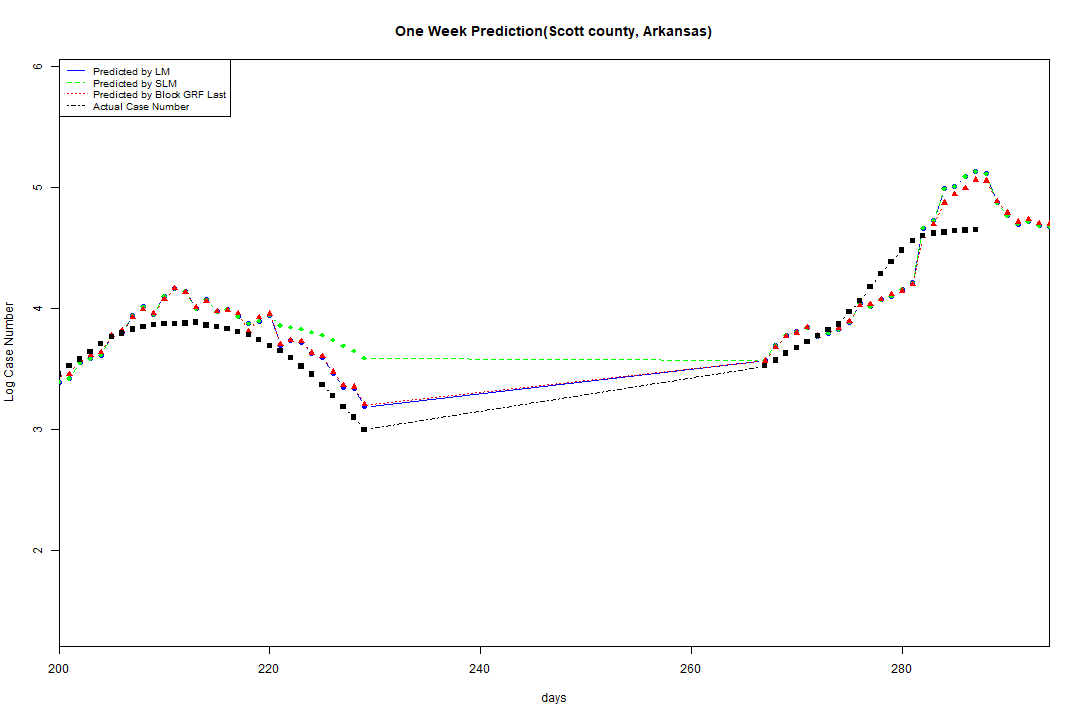 One Week Prediction(Scott county, Arkansas)
Predicted by LM
Predicted by SLM
Predicted by Block GRF Last
Actual Case Number
6
5
4
3
2
Log Case Number
200 220 240 260 280
days